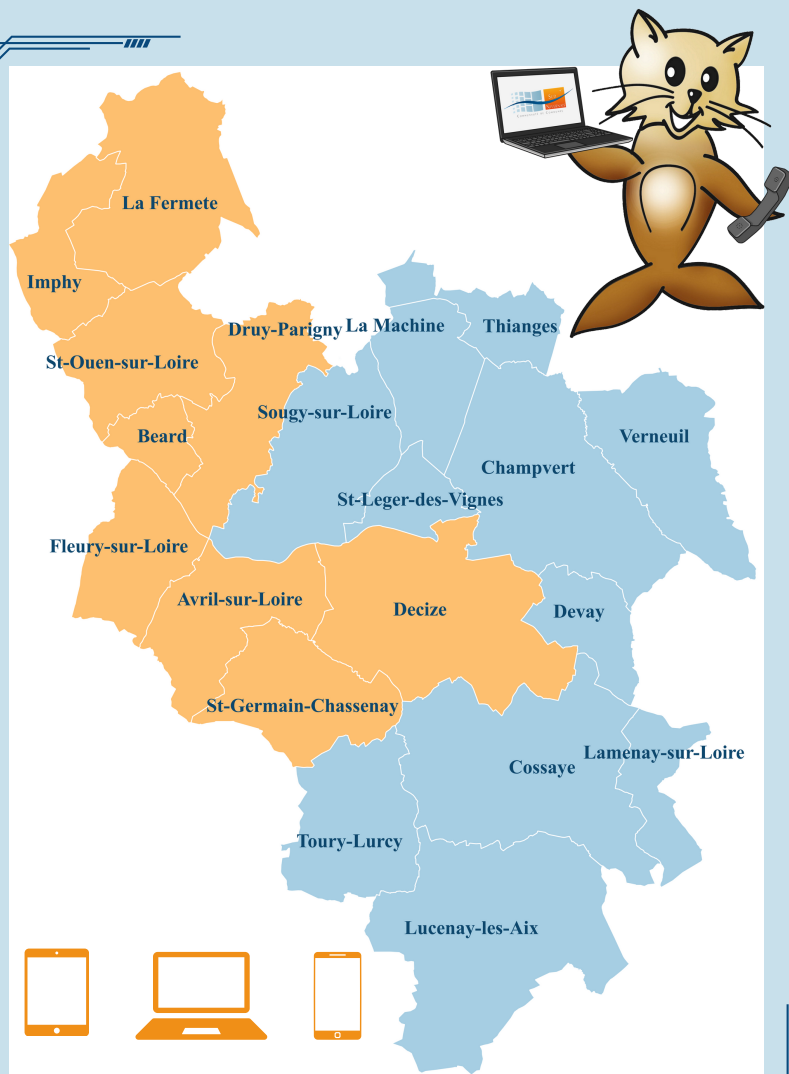 La Fermete
Imphy
Druy-Parigny
La Machine
Thianges
St-Ouen-sur-Loire
Sougy-sur-Loire
Beard
Verneuil
Champvert
St-Leger-des-Vignes
Fleury-sur-Loire
Avril-sur-Loire
Decize
Devay
St-Germain-Chassenay
Lamenay-sur-Loire
Cossaye
Toury-Lurcy
Lucenay-les-Aix